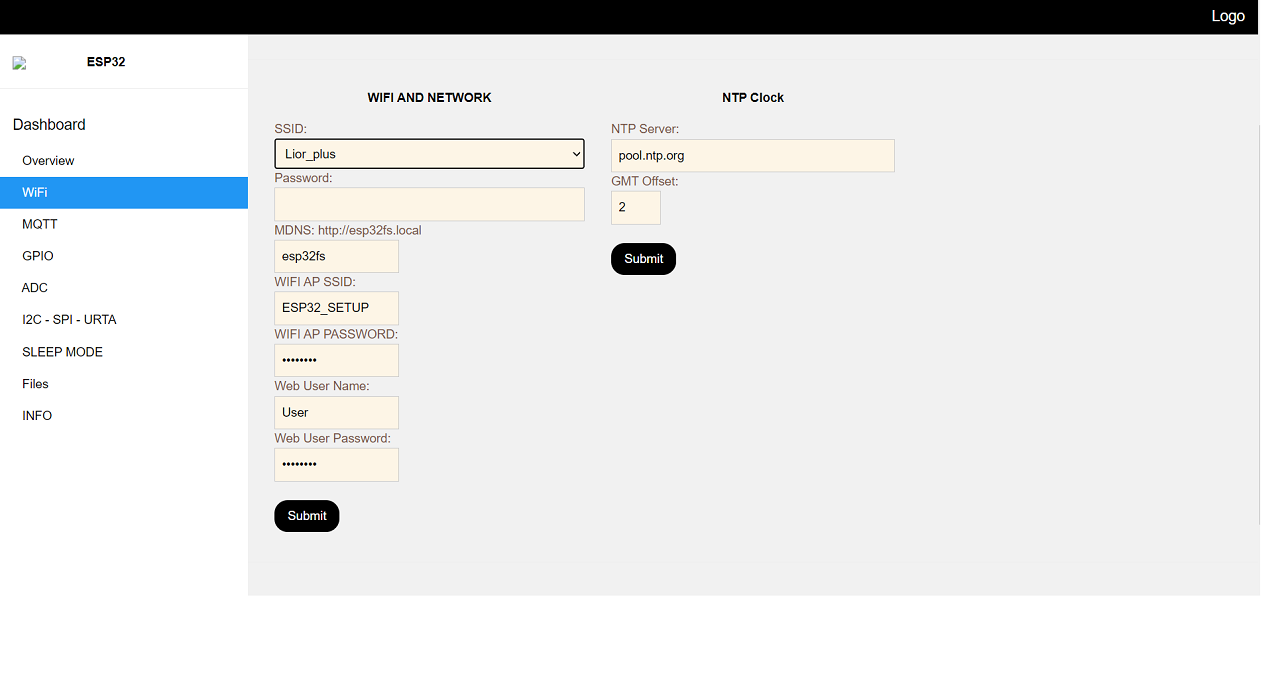 Logo
ESP32
Dashboard
Overview
WiFi
MQTT
GPIO
ADC
I2C - SPI - URTA
SLEEP MODE
Files
INFO
WIFI AND NETWORK
SSID:
Lior_plus
Password:
MDNS: http://esp32fs.local
esp32fs
WIFI AP SSID:
ESP32_SETUP
WIFI AP PASSWORD:
••••••••
Web User Name:
User
Web User Password:
••••••••
Submit
NTP Clock
NTP Server:
pool.ntp.org
GMT Offset:
2
Submit